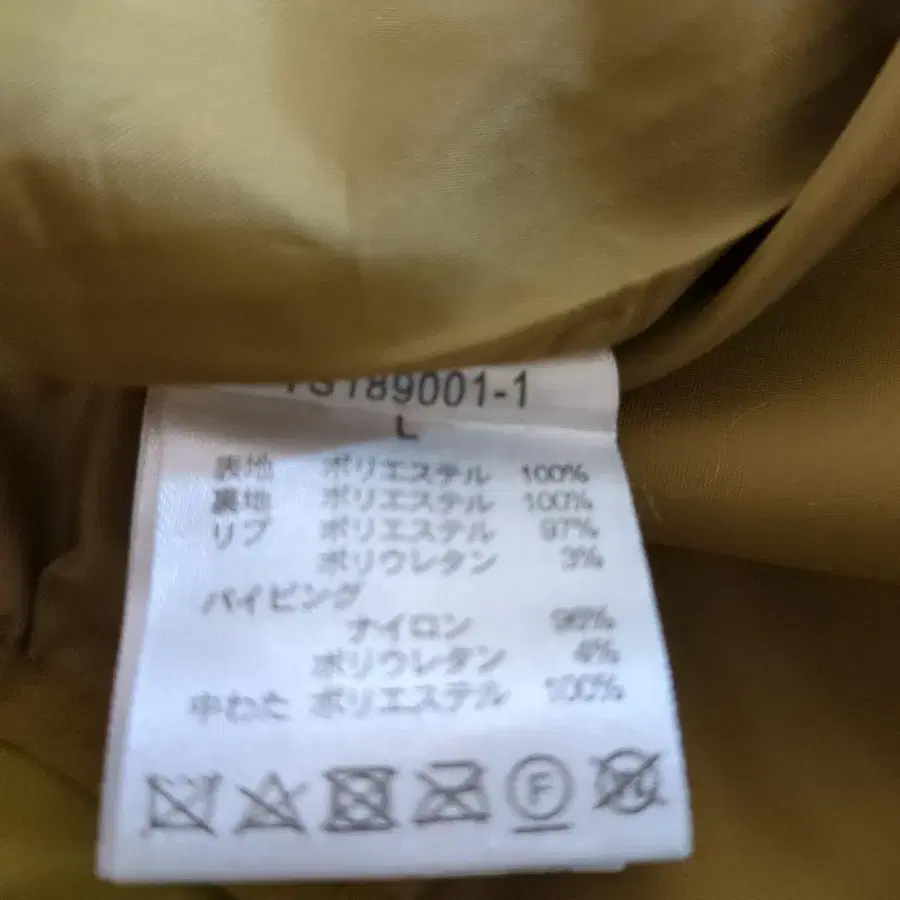 189001-1
L
表地 ポリエステル 100%
裏地 ポリエステル 100%
リブ ポリエステル 97%
ポリウレタン 3%
パイピング
ナイロン 96%
ポリウレタン 4%
中わた ポリエステル 100%
F